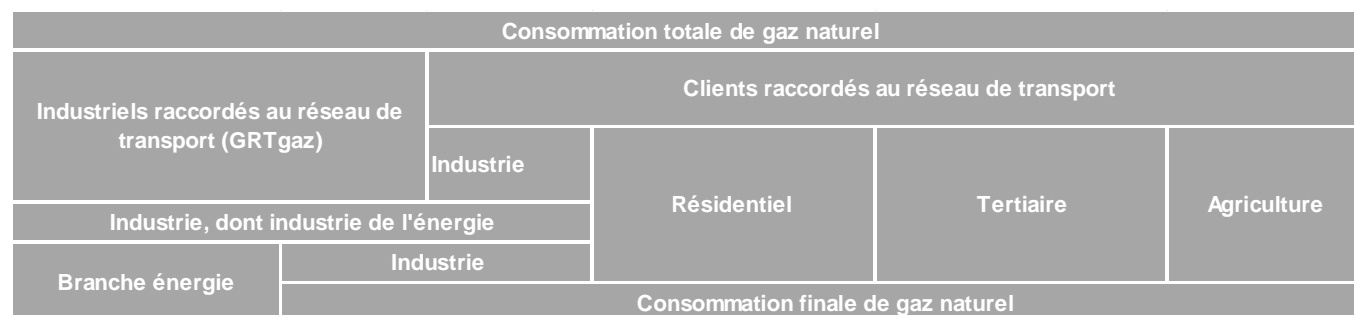 Consommation totale de gaz naturel
Clients raccordés au réseau de transport
Industriels raccordés au réseau de
transport (GRTgaz)
Industrie
Résidentiel
Tertiaire
Agriculture
Industrie, dont industrie de l'énergie
Industrie
Branche énergie
Consommation finale de gaz naturel